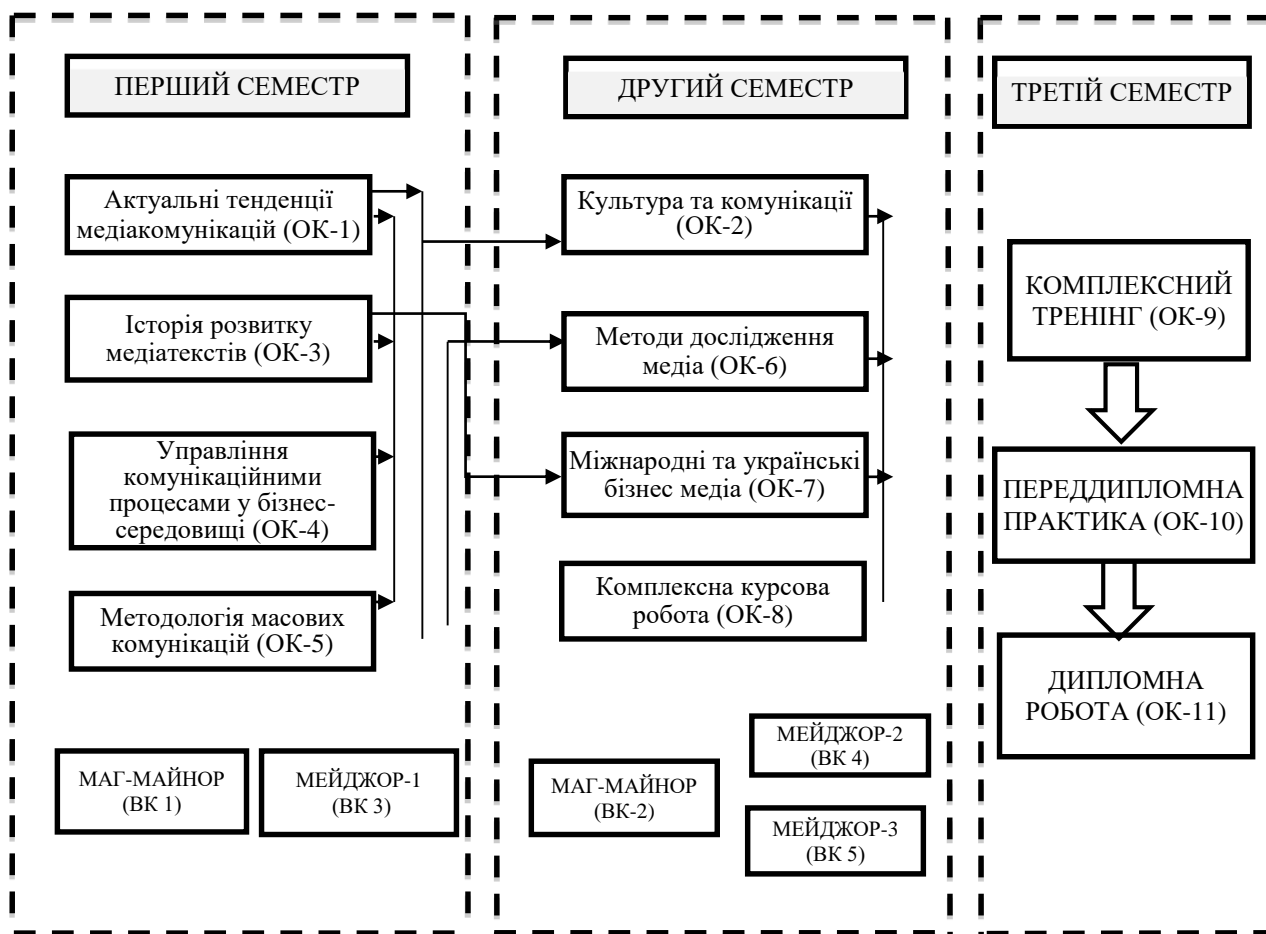 ПЕРШИЙ СЕМЕСТР
Актуальні тенденції
медіакомунікацій (ОК-1)
Історія розвитку
медіатекстів (ОК-3)
Управління
комунікаційними
процесами у бізнес-
середовищі (ОК-4)
Методологія масових
комунікацій (ОК-5)
МАГ-МАЙНОР
(ВК 1)
МЕЙДЖОР-1
(ВК 3)
ДРУГИЙ СЕМЕСТР
Культура та комунікації
(ОК-2)
Методи дослідження
медіа (ОК-6)
Міжнародні та українські
бізнес медіа (ОК-7)
Комплексна курсова
робота (ОК-8)
МАГ-МАЙНОР
(ВК-2)
МЕЙДЖОР-2
(ВК 4)
МЕЙДЖОР-3
(ВК 5)
ТРЕТІЙ СЕМЕСТР
КОМПЛЕКСНИЙ
ТРЕНІНГ (ОК-9)
ПЕРЕДДИПЛОМНА
ПРАКТИКА (ОК-10)
ДИПЛОМНА
РОБОТА (ОК-11)